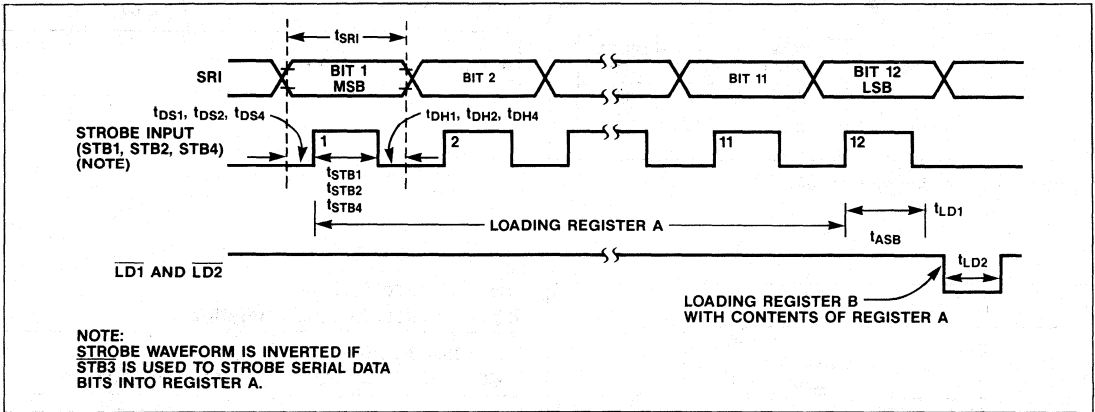 tSRI
SRI
BIT 1
MSB
BIT 2
BIT 11
BIT 12
LSB
tDS1, tDS2, tDS4
tDH1, tDH2, tDH4
STROBE INPUT
(STB1, STB2, STB4)
(NOTE)
1
2
11
12
tSTB1
tSTB2
tSTB4
LOADING REGISTER A
tLD1
tASB
tLD2
LD1 AND LD2
LOADING REGISTER B
WITH CONTENTS OF REGISTER A
NOTE:
STROBE WAVEFORM IS INVERTED IF
STB3 IS USED TO STROBE SERIAL DATA
BITS INTO REGISTER A.